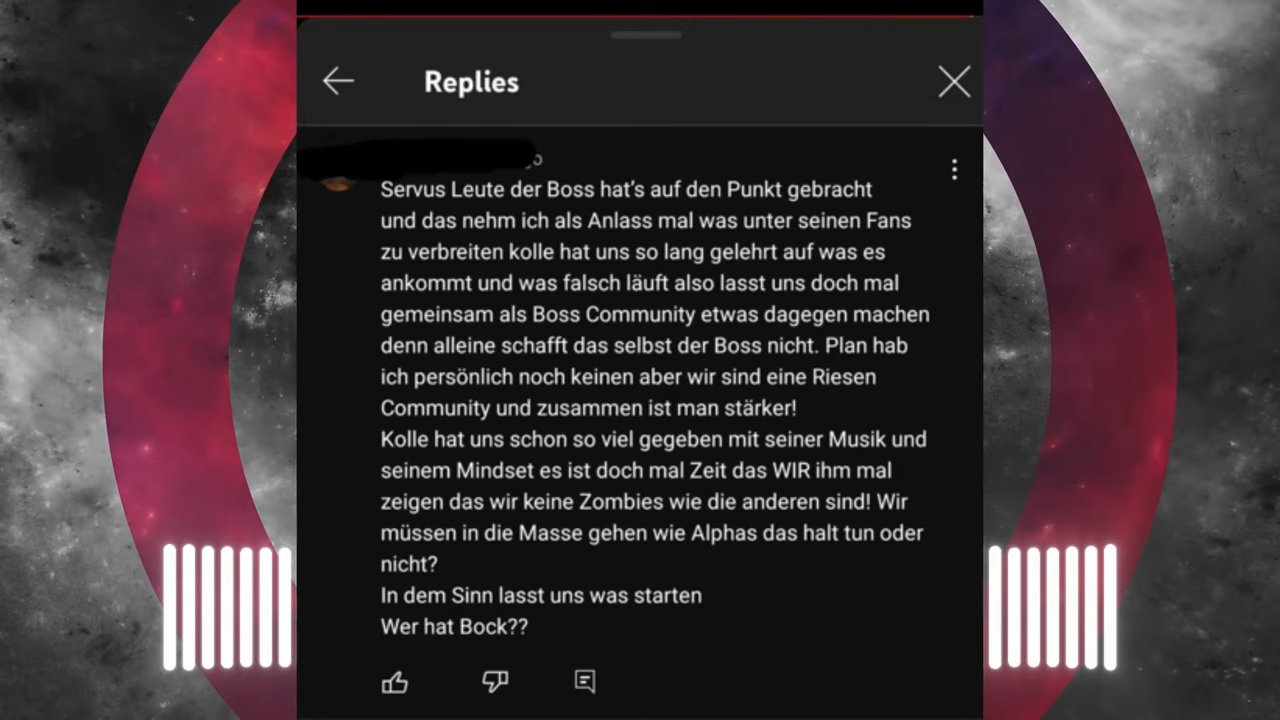 Replies
Servus Leute der Boss hat's auf den Punkt gebracht
und das nehm ich als Anlass mal was unter seinen Fans
zu verbreiten kolle hat uns so lang gelehrt auf was es
ankommt und was falsch läuft also lasst uns doch mal
gemeinsam als Boss Community etwas dagegen machen
denn alleine schafft das selbst der Boss nicht. Plan hab
ich persönlich noch keinen aber wir sind eine Riesen
Community und zusammen ist man stärker!
Kolle hat uns schon so viel gegeben mit seiner Musik und
seinem Mindset es ist doch mal Zeit das WIR ihm mal
zeigen das wir keine Zombies wie die anderen sind! Wir
müssen in die Masse gehen wie Alphas das halt tun oder
nicht?
In dem Sinn lasst uns was starten
Wer hat Bock??